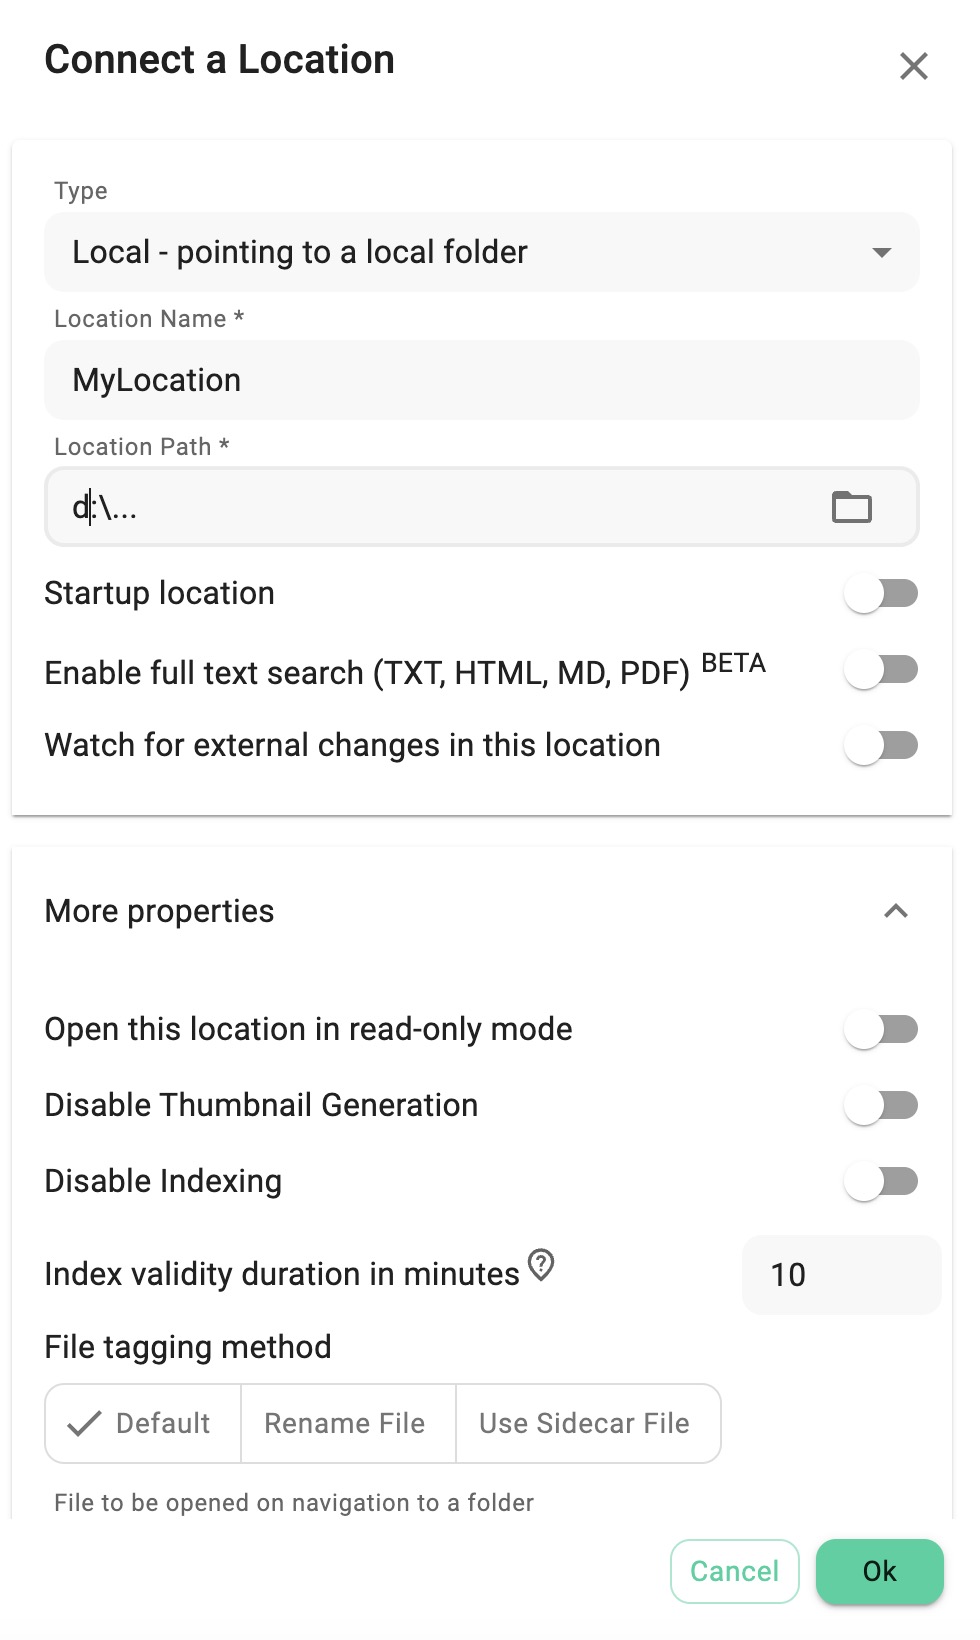 Connect a Location
Type
Local - pointing to a local folder
Location Name *
MyLocation
Location Path *
d:\...
Startup location
Enable full text search (TXT, HTML, MD, PDF) BETA
Watch for external changes in this location
More properties
Open this location in read-only mode
Disable Thumbnail Generation
Disable Indexing
Index validity duration in minutes ? 10
File tagging method
Default Rename File Use Sidecar File
File to be opened on navigation to a folder
Cancel Ok